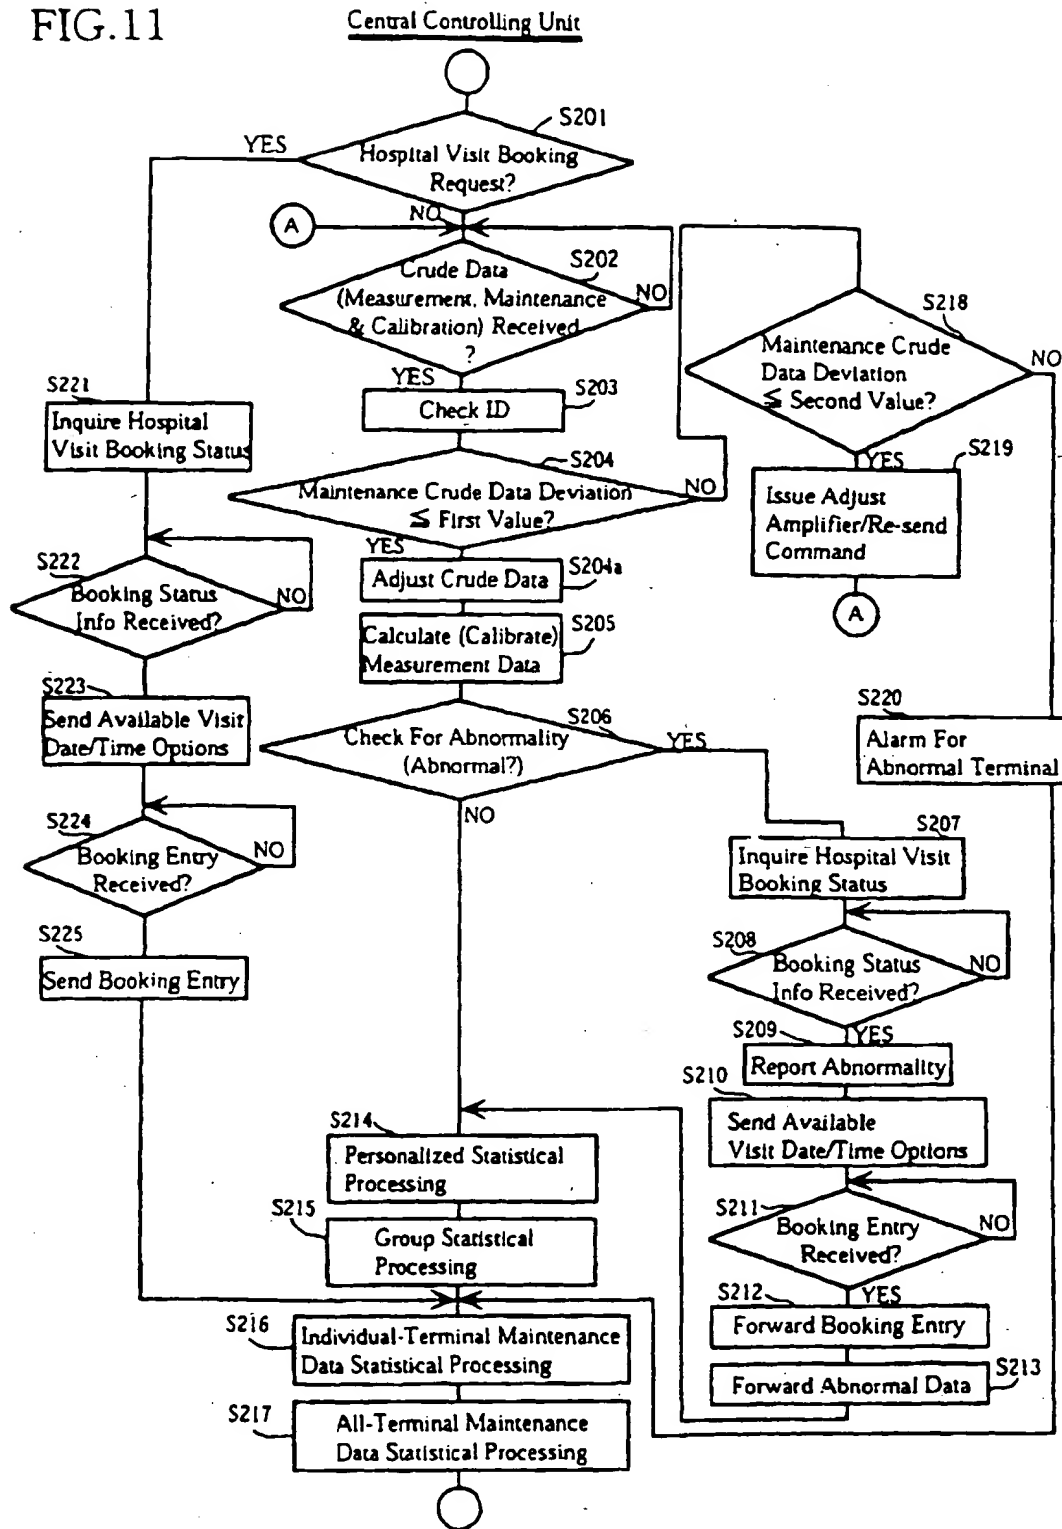 FIG.11
Central Controlling Unit
S201
YES
Hospital Visit Booking
Request?
NO
A
S202
Crude Data
(Measurement, Maintenance
& Calibration) Received
?
NO
YES
S203
Check ID
S204
Maintenance Crude Data Deviation
≦ First Value?
NO
YES
S204a
Adjust Crude Data
S205
Calculate (Calibrate)
Measurement Data
S206
Check For Abnormality
(Abnormal?)
YES
NO
S218
Maintenance Crude
Data Deviation
≦ Second Value?
NO
YES
S219
Issue Adjust
Amplifier/Re-send
Command
A
S220
Alarm For
Abnormal Terminal
S221
Inquire Hospital
Visit Booking Status
S222
Booking Status
Info Received?
NO
S223
Send Available Visit
Date/Time Options
S224
Booking Entry
Received?
NO
S225
Send Booking Entry
S207
Inquire Hospital Visit
Booking Status
S208
Booking Status
Info Received?
NO
YES
S209
Report Abnormality
S210
Send Available
Visit Date/Time Options
S211
Booking Entry
Received?
NO
YES
S212
Forward Booking Entry
S213
Forward Abnormal Data
S214
Personalized Statistical
Processing
S215
Group Statistical
Processing
S216
Individual-Terminal Maintenance
Data Statistical Processing
S217
All-Terminal Maintenance
Data Statistical Processing